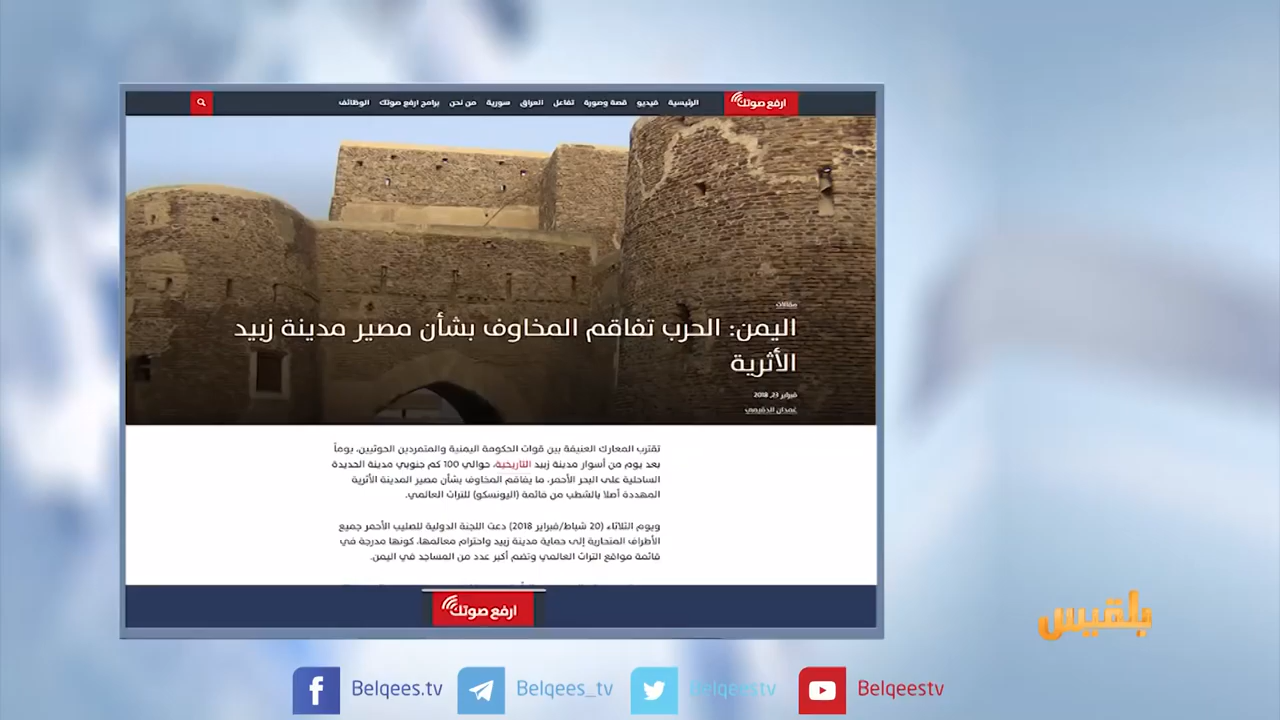 ارفع صوتك
الرئيسية فيديو قصة وصورة تفاعل العراق سورية من نحن برامج ارفع صوتك الوظائف
مقالات
اليمن: الحرب تفاقم المخاوف بشأن مصير مدينة زبيد
الأثرية
فبراير 23, 2018
غمدان الدقيمي
تقترب المعارك العنيفة بين قوات الحكومة اليمنية والمتمردين الحوثيين، يوماً
بعد يوم من أسوار مدينة زبيد التاريخية، حوالي 100 كم جنوبي مدينة الحديدة
الساحلية على البحر الأحمر، ما يفاقم المخاوف بشأن مصير المدينة الأثرية
المهددة أصلا بالشطب من قائمة (اليونسكو) للتراث العالمي.
ويوم الثلاثاء (20 شباط/فبراير 2018) دعت اللجنة الدولية للصليب الأحمر جميع
الأطراف المتحاربة إلى حماية مدينة زبيد واحترام معالمها، كونها مدرجة في
قائمة مواقع التراث العالمي وتضم أكبر عدد من المساجد في اليمن.
ارفع صوتك
بلقيس
Belqees.tv Belqees_tv Belqeestv Belqeestv